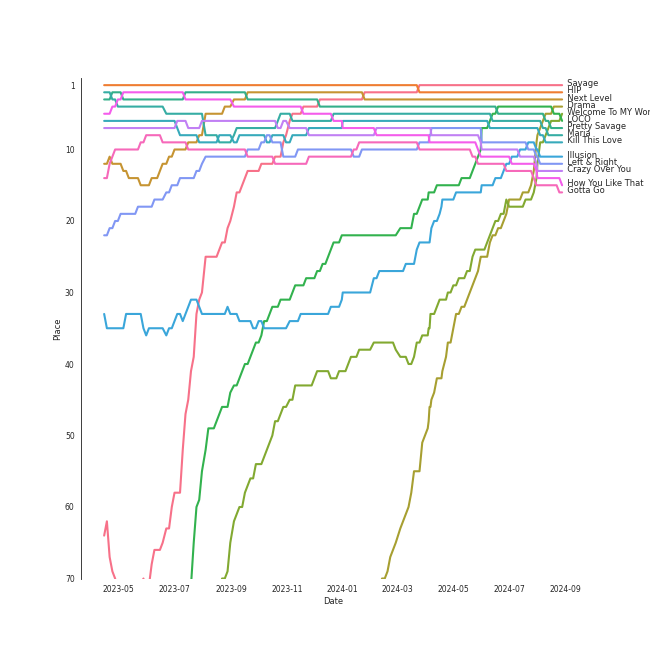 1
10
20
30
40
50
60
70
Place
2023-05
2023-07
2023-09
2023-11
2024-01
2024-03
2024-05
2024-07
2024-09
Date
Savage
HIP
Next Level
Drama
Welcome To MY Wor
LOCO
Pretty Savage
Maria
Kill This Love
Illusion
Left & Right
Crazy Over You
How You Like That
Gotta Go